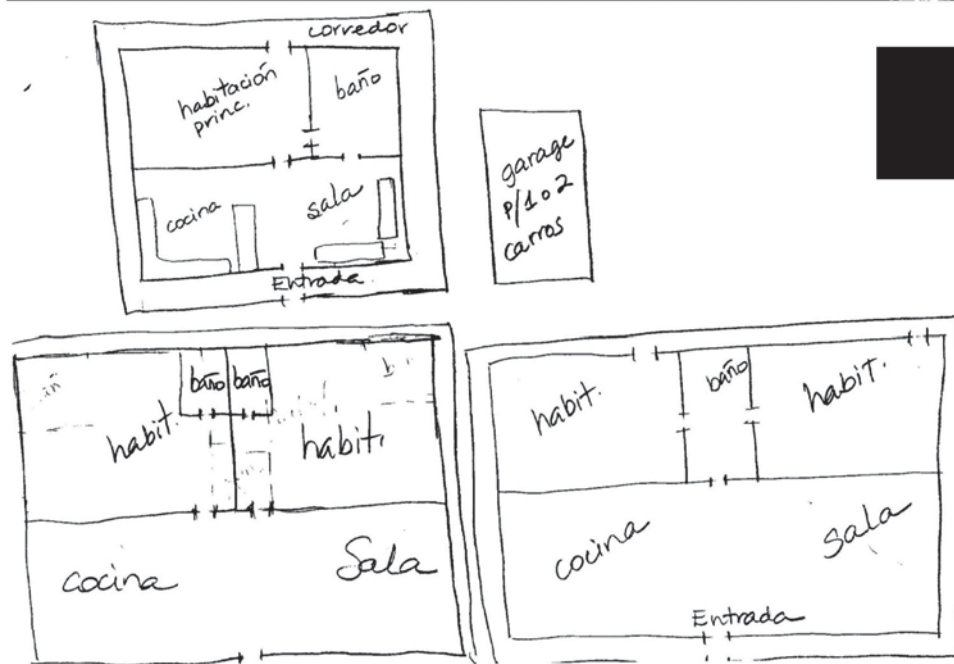 corredor
habitación
princ.
baño
cocina
sala
Entrada
garage
p/1 o 2
carros
baño
baño
habit.
habit.
cocina
Sala
habit.
baño
habit.
cocina
sala
Entrada